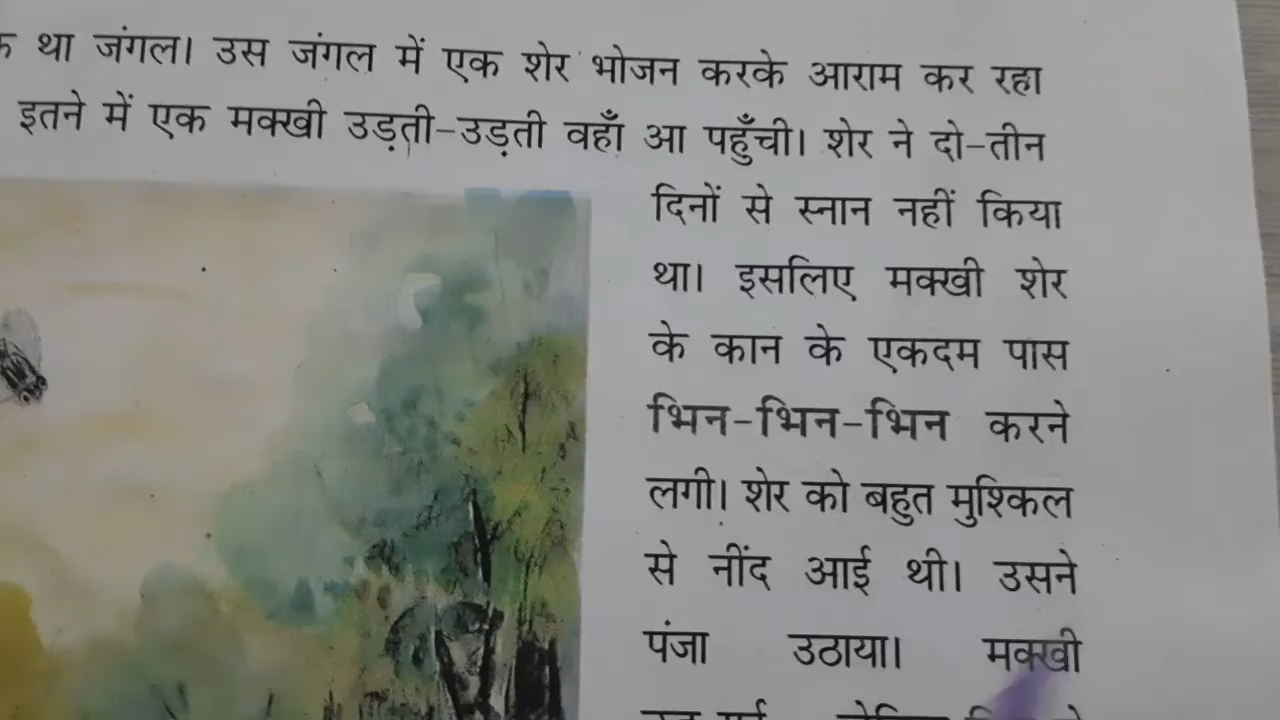 था जंगल। उस जंगल में एक शेर भोजन करके आराम कर रहा
इतने में एक मक्खी उड़ती-उड़ती वहाँ आ पहुँची। शेर ने दो-तीन
दिनों से स्नान नहीं किया
था। इसलिए मक्खी शेर
के कान के एकदम पास
भिन-भिन-भिन करने
लगी। शेर को बहुत मुश्किल
से नींद आई थी। उसने
पंजा उठाया। मक्खी